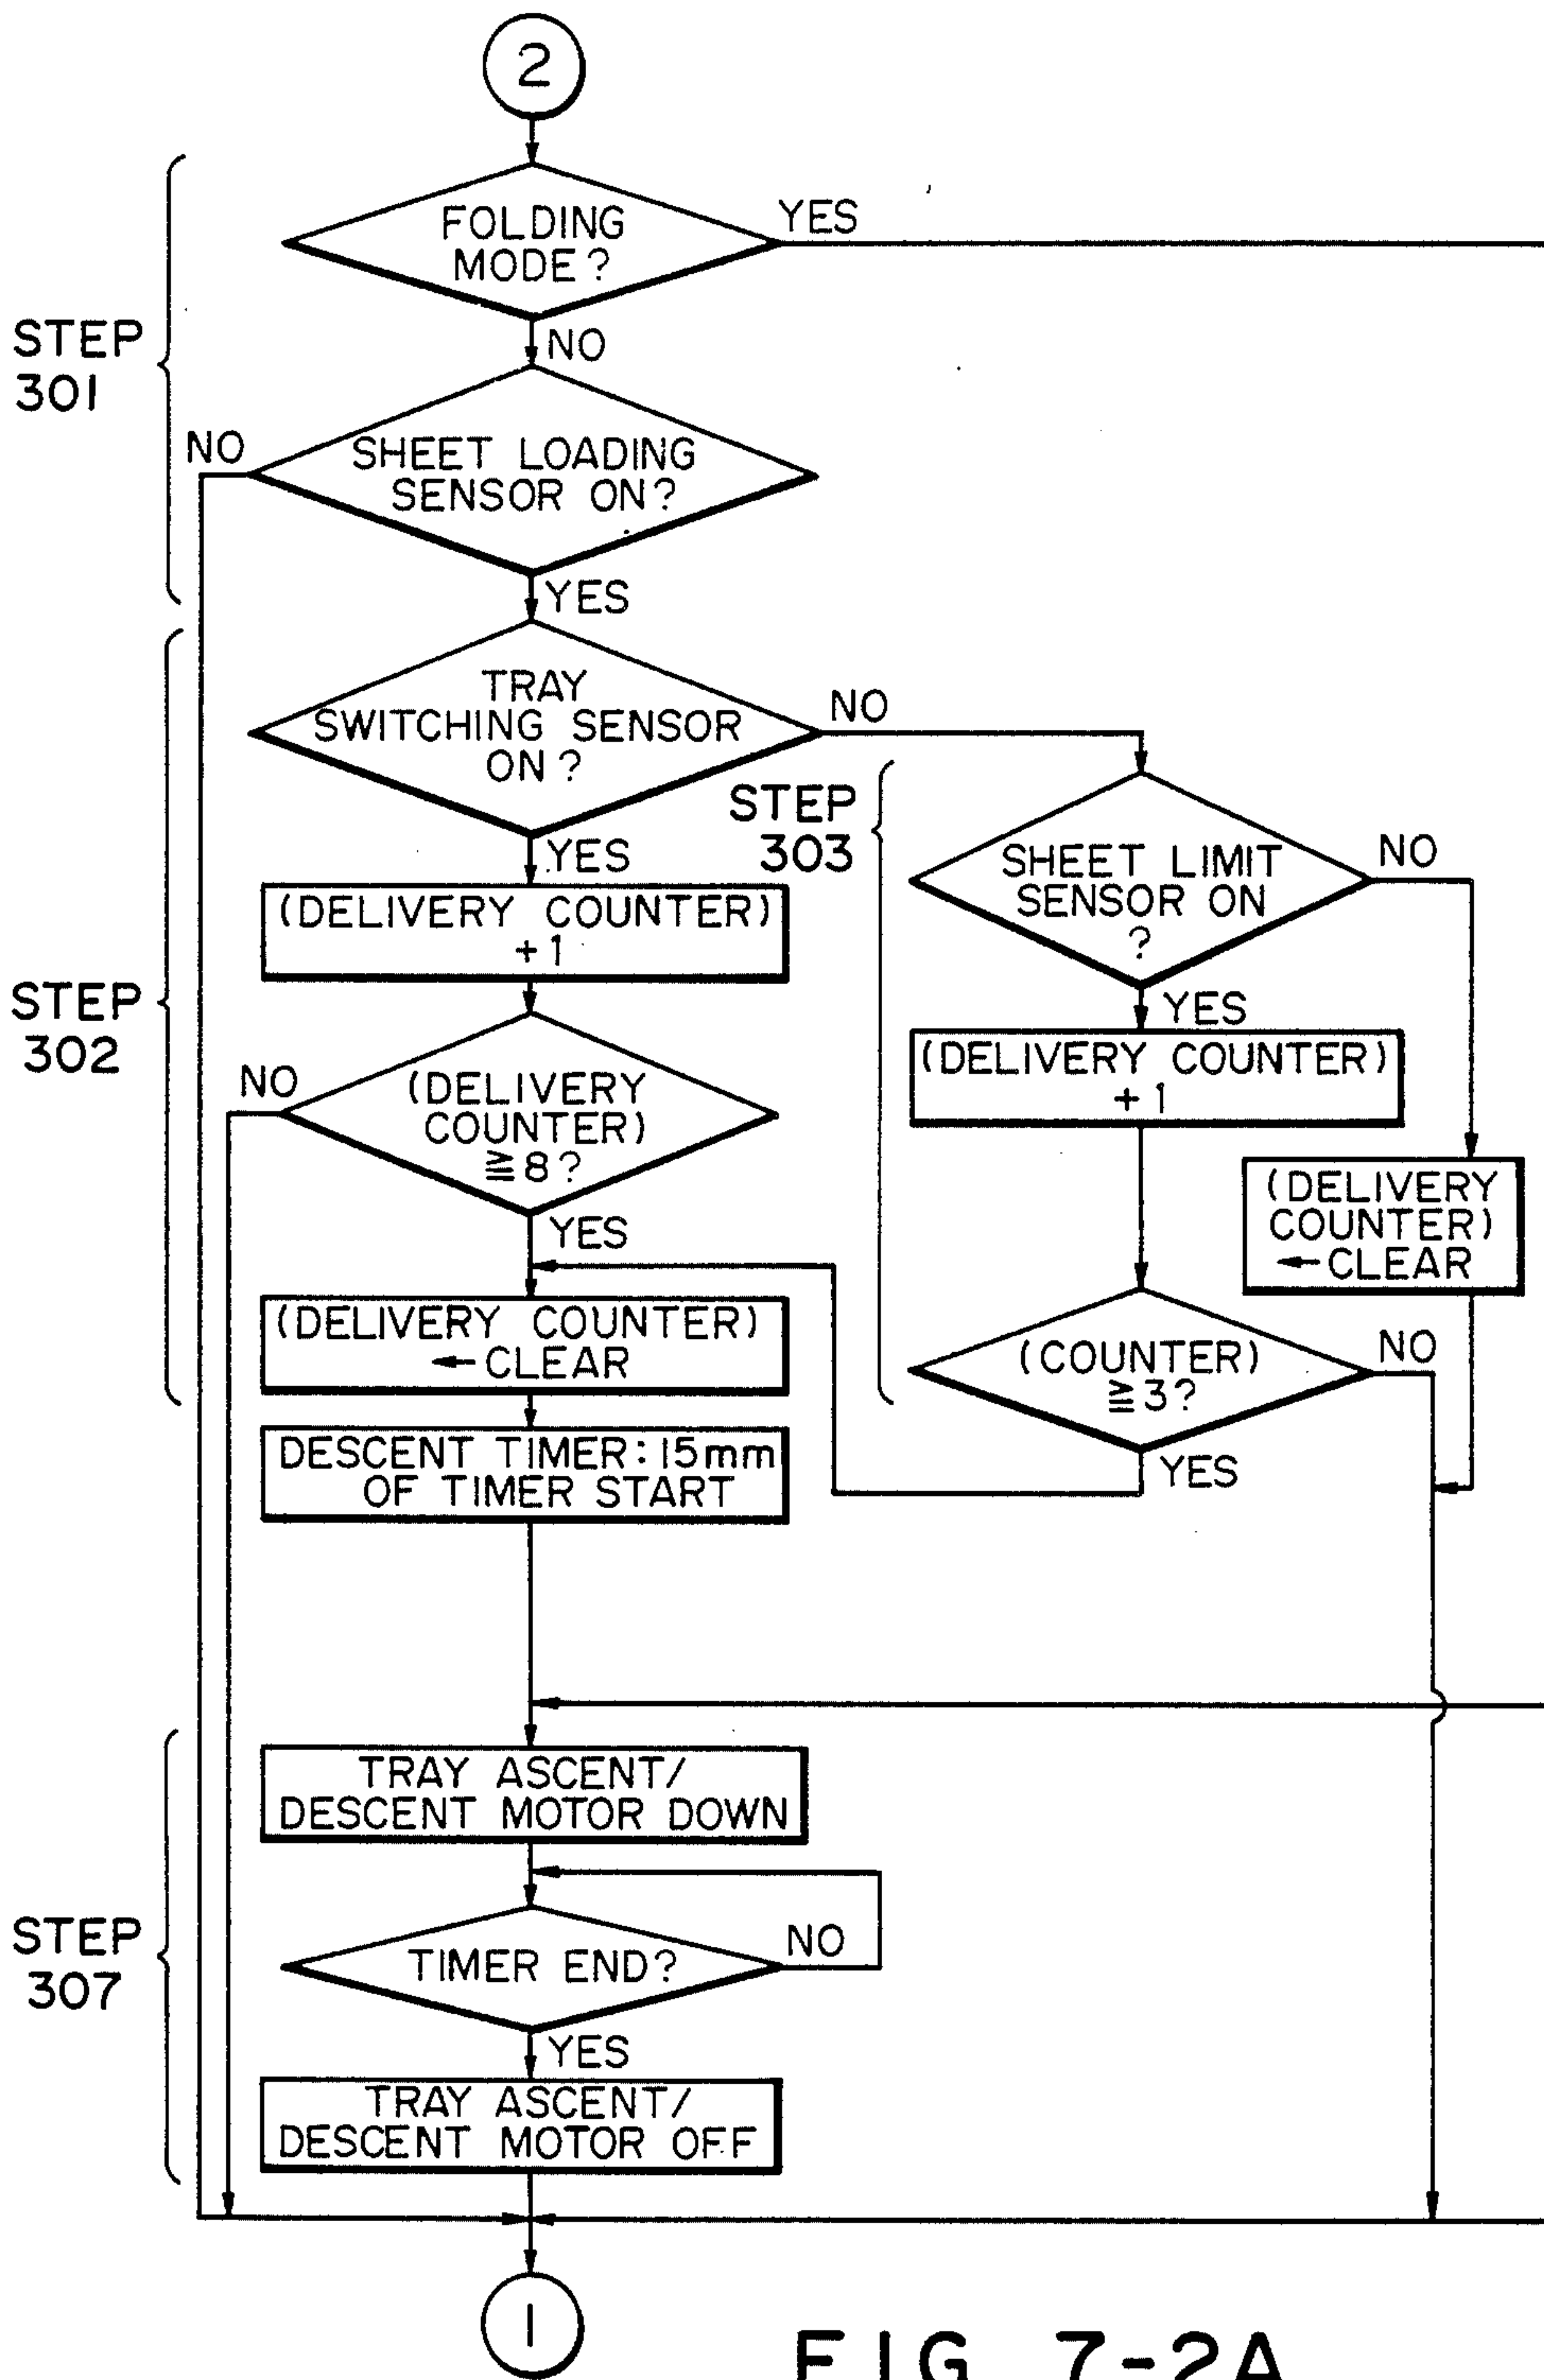 2
FOLDING
MODE?
YES
NO
STEP
301
SHEET LOADING
SENSOR ON?
NO
YES
TRAY
SWITCHING SENSOR
ON?
NO
YES
STEP
302
(DELIVERY COUNTER)
+1
(DELIVERY
COUNTER)
≧8?
NO
YES
(DELIVERY COUNTER)
←CLEAR
STEP
303
SHEET LIMIT
SENSOR ON
?
NO
YES
(DELIVERY COUNTER)
+1
(DELIVERY
COUNTER)
←CLEAR
(COUNTER)
≧3?
NO
YES
DESCENT TIMER:15mm
OF TIMER START
STEP
307
TRAY ASCENT/
DESCENT MOTOR DOWN
TIMER END?
NO
YES
TRAY ASCENT/
DESCENT MOTOR OFF
1
FIG. 7-2A